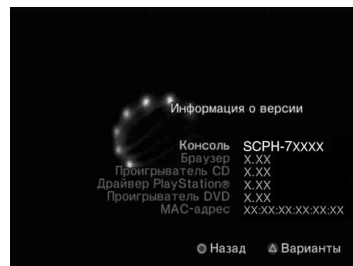 Информация о версии
Консоль SCPH-7XXXX
Браузер X.XX
Проигрыватель CD X.XX
Драйвер PlayStation® X.XX
Проигрыватель DVD X.XX
MAC-адрес XX:XX:XX:XX:XX:XX
Назад Варианты